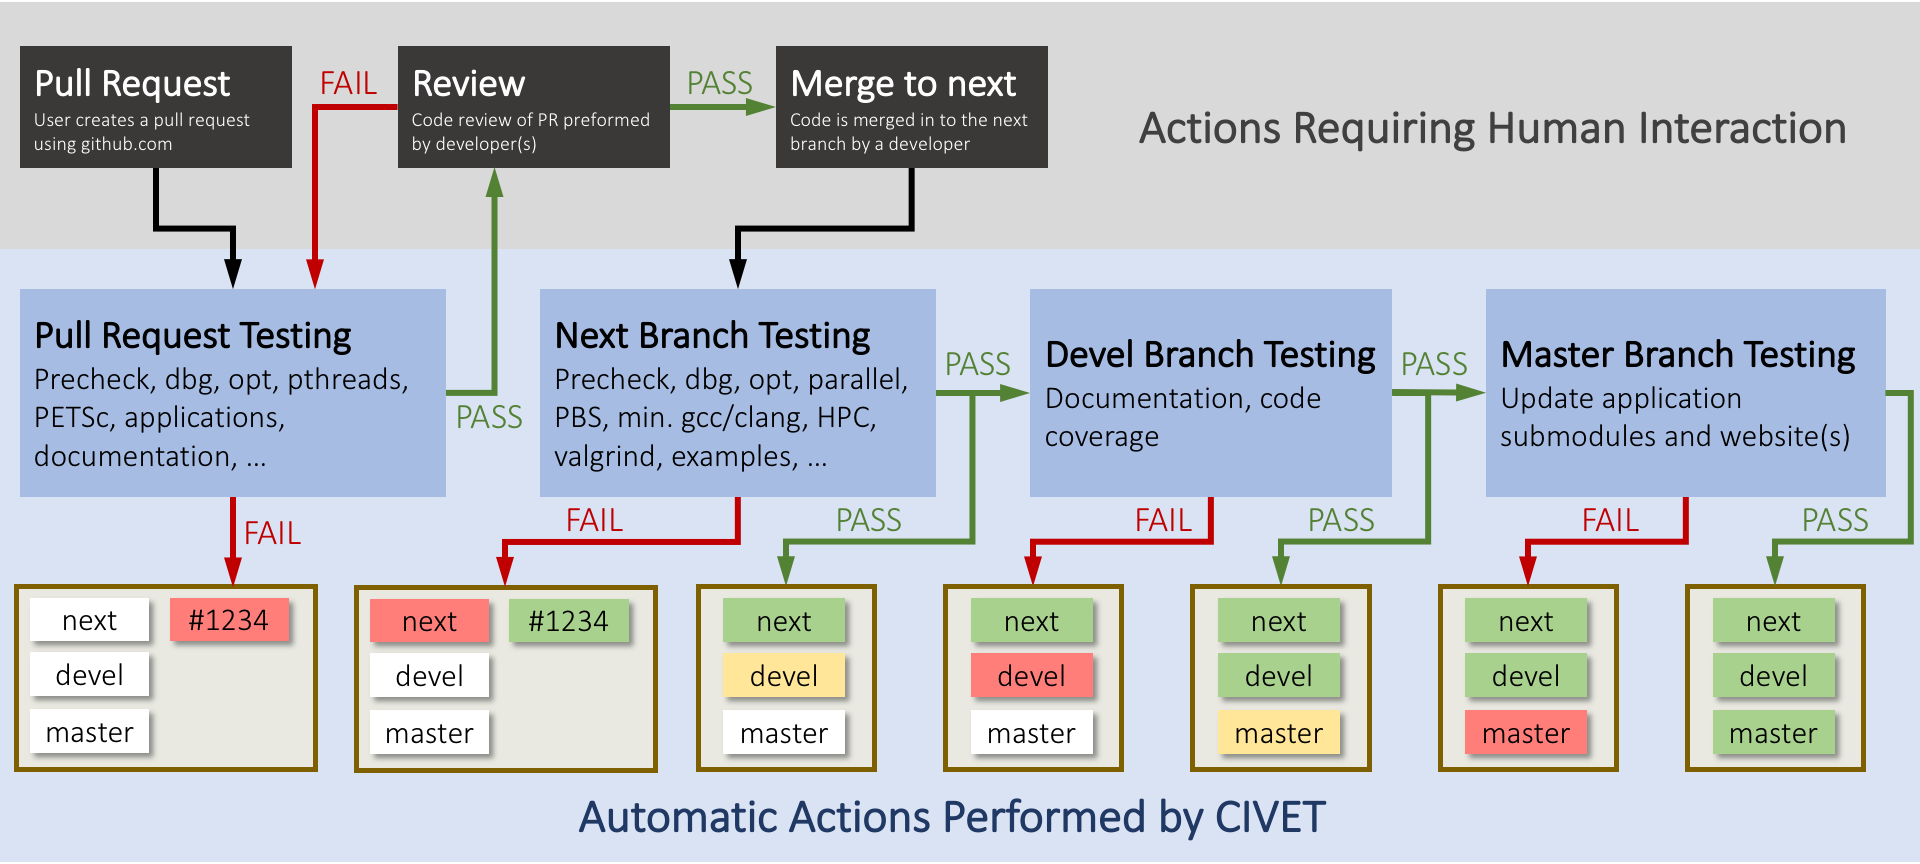 Pull Request
User creates a pull request
using github.com
FAIL
Review
Code review of PR preformed
by developer(s)
PASS
Merge to next
Code is merged in to the next
branch by a developer
Actions Requiring Human Interaction
Pull Request Testing
Precheck, dbg, opt, pthreads,
PETSc, applications,
documentation, ...
PASS
Next Branch Testing
Precheck, dbg, opt, parallel,
PBS, min. gcc/clang, HPC,
valgrind, examples, ...
PASS
Devel Branch Testing
Documentation, code
coverage
PASS
Master Branch Testing
Update application
submodules and website(s)
FAIL
FAIL
PASS
FAIL
PASS
FAIL
PASS
next
#1234
devel
master
next
#1234
devel
master
next
devel
master
next
devel
master
next
devel
master
next
devel
master
next
devel
master
Automatic Actions Performed by CIVET